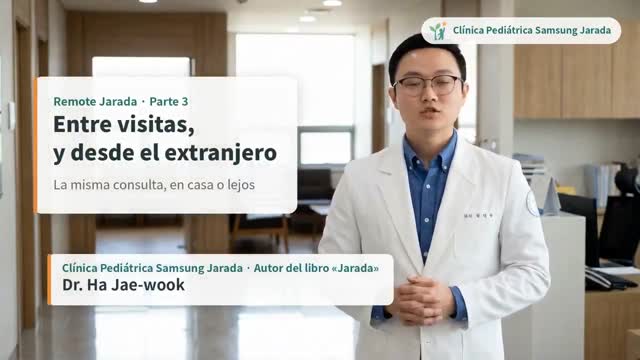 Clínica Pediátrica Samsung Jarada
Remote Jarada · Parte 3
Entre visitas,
y desde el extranjero
La misma consulta, en casa o lejos
Clínica Pediátrica Samsung Jarada · Autor del libro «Jarada»
Dr. Ha Jae-wook